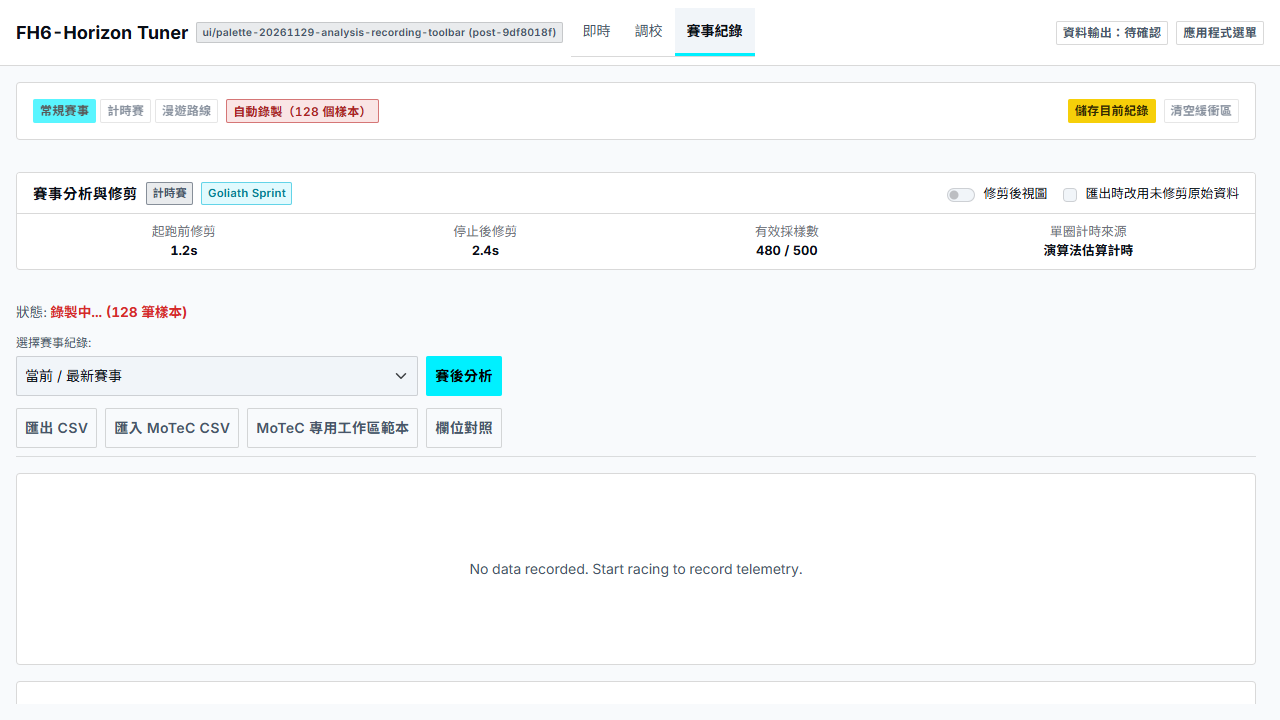 FH6-Horizon Tuner ui/palette-20261129-analysis-recording-toolbar (post-9df8018f) 即時 調校 賽事紀錄 資料輸出：待確認 應用程式選單
常規賽事 計時賽 漫遊路線 自動錄製（128 個樣本） 儲存目前紀錄 清空緩衝區
賽事分析與修剪 計時賽 Goliath Sprint 修剪後視圖 匯出時改用未修剪原始資料
起跑前修剪 停止後修剪 有效採樣數 單圈計時來源
1.2s 2.4s 480 / 500 演算法估算計時
狀態: 錄製中... (128 筆樣本)
選擇賽事紀錄:
當前 / 最新賽事 賽後分析
匯出 CSV 匯入 MoTeC CSV MoTeC 專用工作區範本 欄位對照
No data recorded. Start racing to record telemetry.